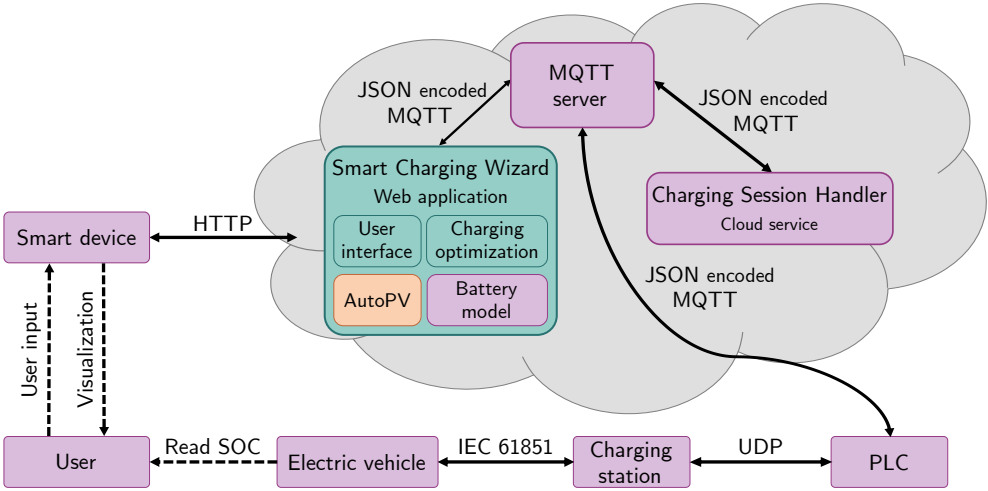 MQTT
server
JSON encoded
MQTT
JSON encoded
MQTT
Smart Charging Wizard
Web application
User
interface
Charging
optimization
AutoPV
Battery
model
Charging Session Handler
Cloud service
Smart device
HTTP
JSON encoded
MQTT
User input
Visualization
User
Read SOC
Electric vehicle
IEC 61851
Charging
station
UDP
PLC